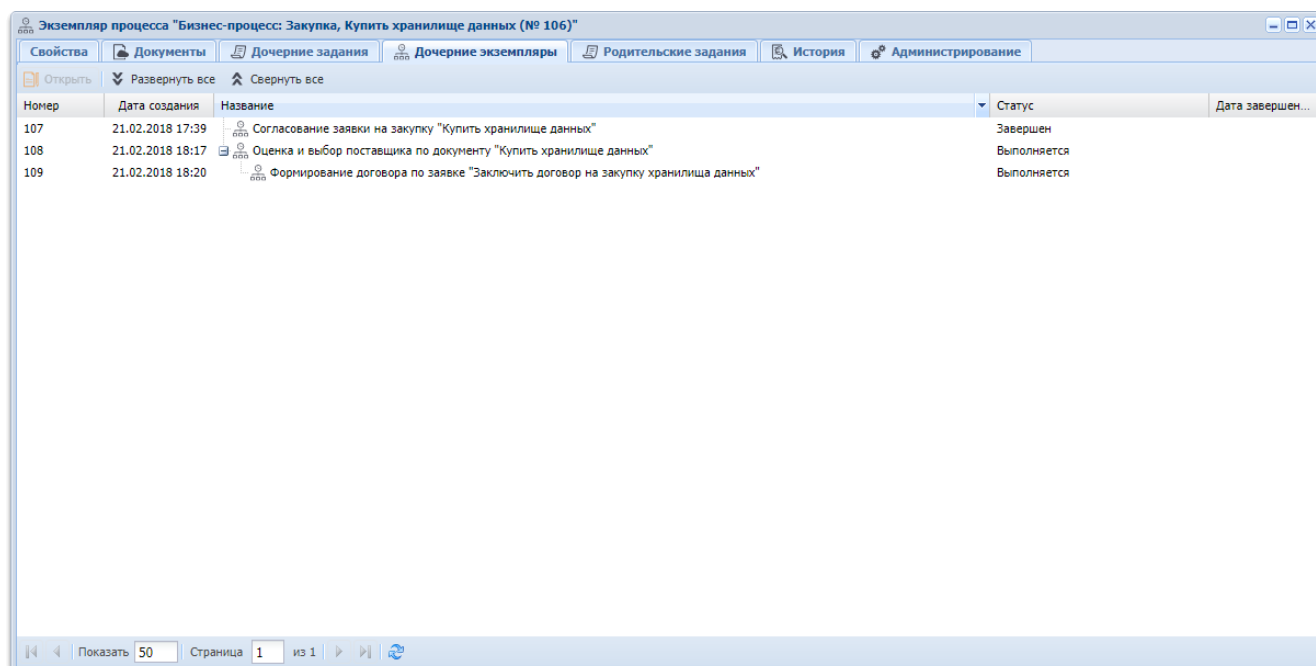 Экземпляр процесса "Бизнес-процесс: Закупка, Купить хранилище данных (№ 106)"
Свойства Документы Дочерние задания Дочерние экземпляры Родительские задания История Администрирование
Открыть Развернуть все Свернуть все
Номер Дата создания Название Статус Дата завершен...
107 21.02.2018 17:39 Согласование заявки на закупку "Купить хранилище данных" Завершен
108 21.02.2018 18:17 Оценка и выбор поставщика по документу "Купить хранилище данных" Выполняется
109 21.02.2018 18:20 Формирование договора по заявке "Заключить договор на закупку хранилища данных" Выполняется
Показать 50 Страница 1 из 1